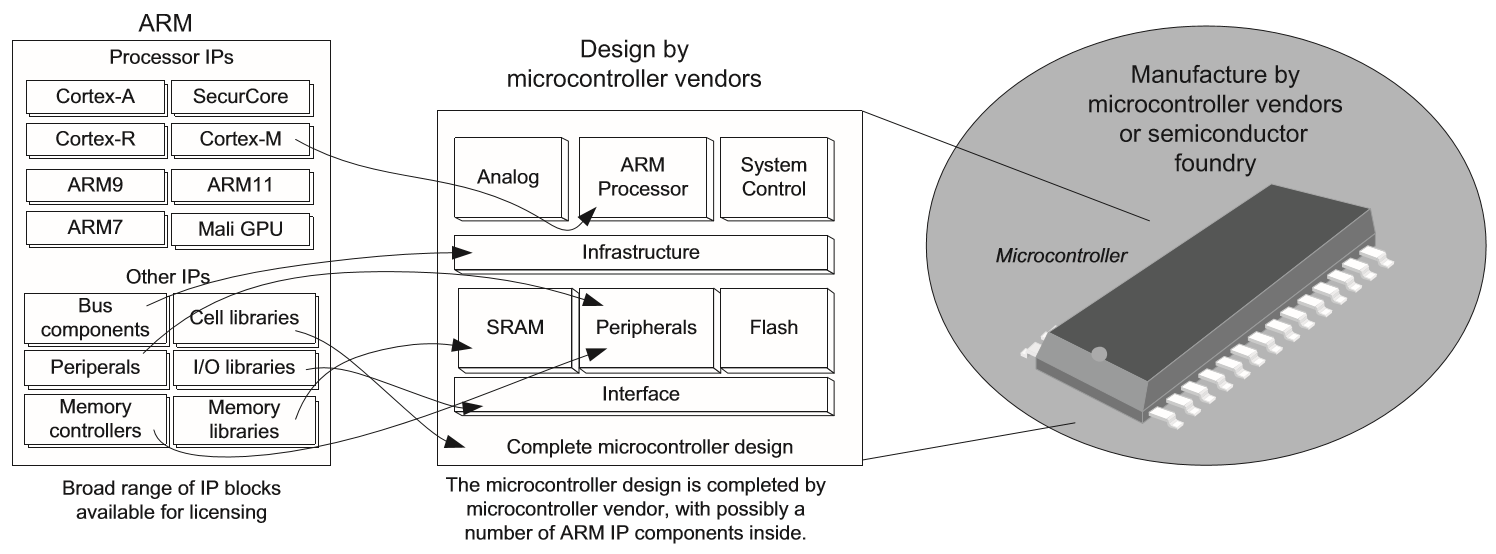 ARM
Processor IPs
Cortex-A
SecurCore
Cortex-R
Cortex-M
ARM9
ARM11
ARM7
Mali GPU
Other IPs
Bus
components
Cell libraries
Periperals
I/O libraries
Memory
controllers
Memory
libraries
Broad range of IP blocks
available for licensing
Design by
microcontroller vendors
Analog
ARM
Processor
System
Control
Infrastructure
SRAM
Peripherals
Flash
Interface
Complete microcontroller design
The microcontroller design is completed by
microcontroller vendor, with possibly a
number of ARM IP components inside.
Manufacture by
microcontroller vendors
or semiconductor
foundry
Microcontroller